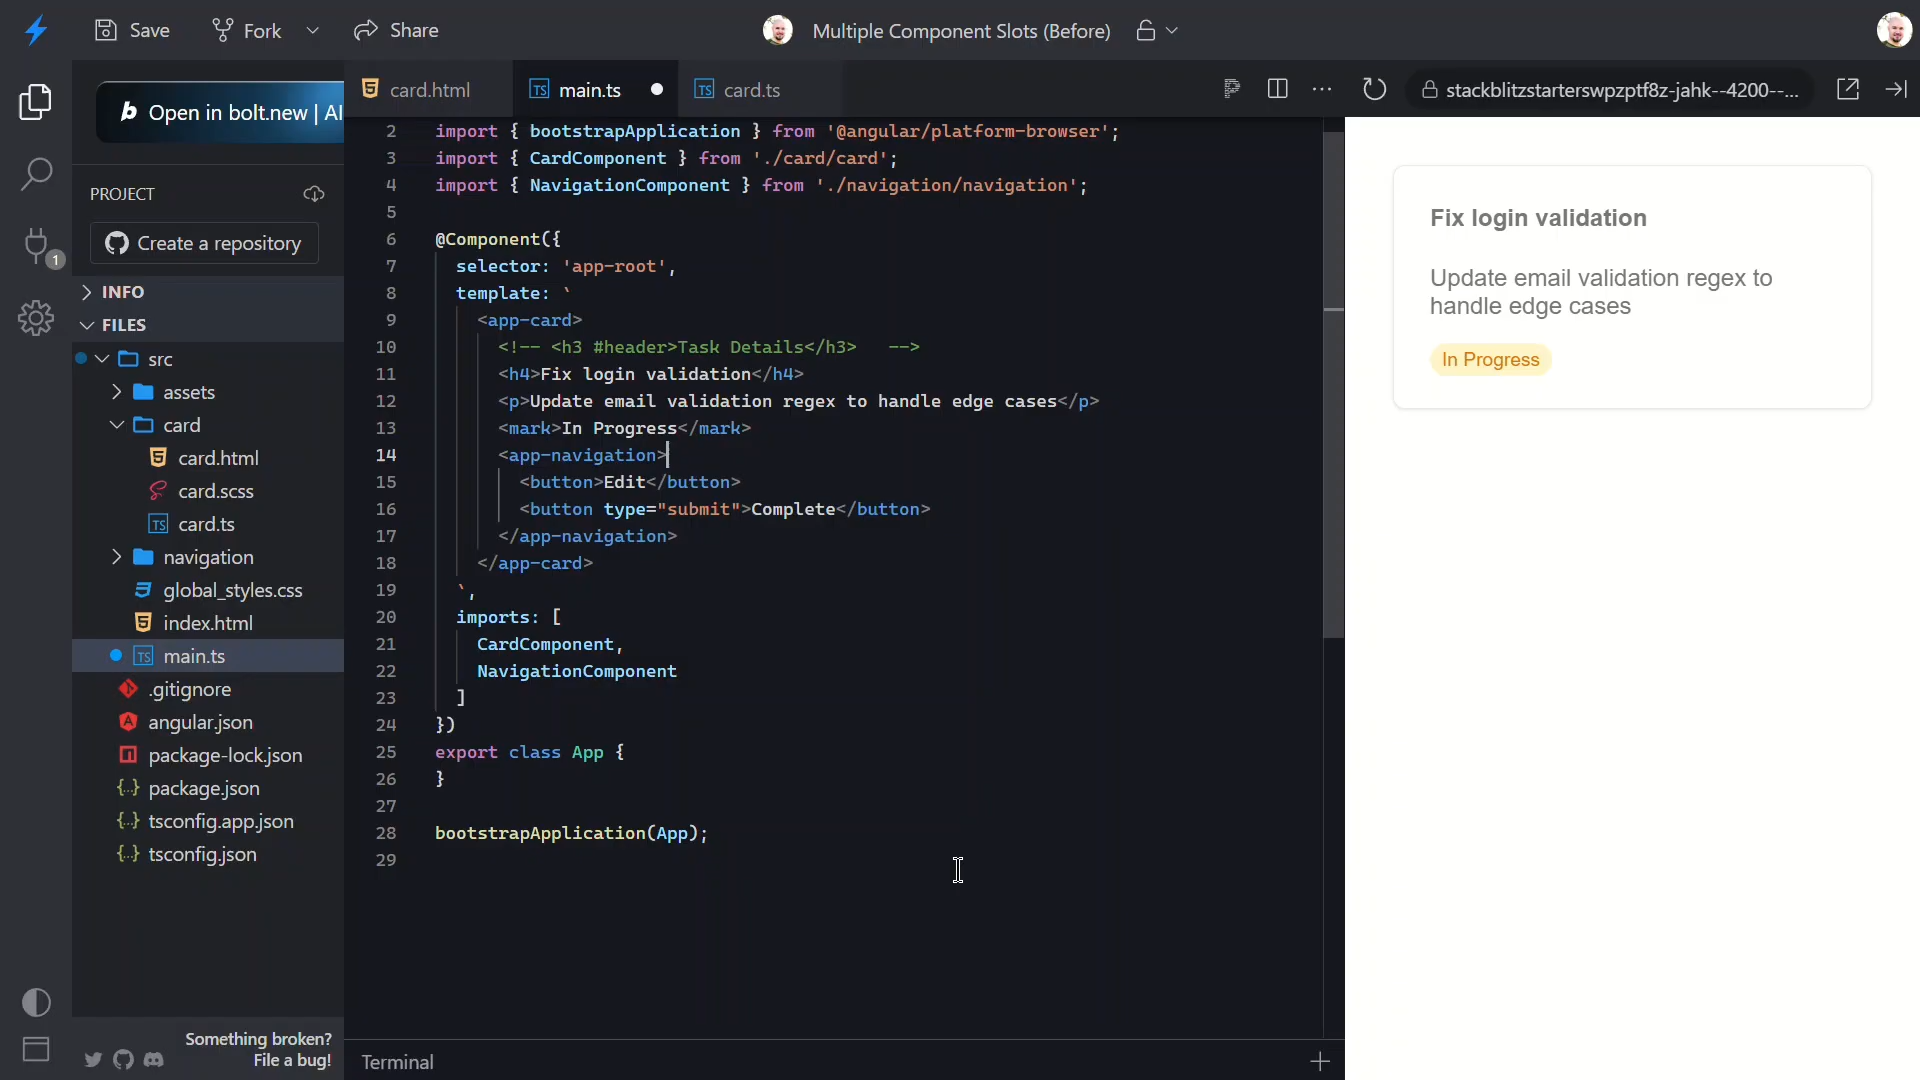 Save
Fork
Share
Multiple Component Slots (Before)
b Open in bolt.new | AI
card.html
TS main.ts
TS card.ts
stackblitzstarterswpzptf8z-jahk--4200--...
PROJECT
Create a repository
1
INFO
FILES
src
assets
card
card.html
card.scss
TS card.ts
navigation
global_styles.css
index.html
TS main.ts
.gitignore
angular.json
package-lock.json
package.json
tsconfig.app.json
tsconfig.json
Something broken?
File a bug!
2 import { bootstrapApplication } from '@angular/platform-browser';
3 import { CardComponent } from './card/card';
4 import { NavigationComponent } from './navigation/navigation';
5
6 @Component({
7 selector: 'app-root',
8 template: `
9 <app-card>
10 <!-- <h3 #header>Task Details</h3> -->
11 <h4>Fix login validation</h4>
12 <p>Update email validation regex to handle edge cases</p>
13 <mark>In Progress</mark>
14 <app-navigation>
15 <button>Edit</button>
16 <button type="submit">Complete</button>
17 </app-navigation>
18 </app-card>
19 `,
20 imports: [
21 CardComponent,
22 NavigationComponent
23 ]
24 })
25 export class App {
26 }
27
28 bootstrapApplication(App);
29
Terminal
Fix login validation
Update email validation regex to
handle edge cases
In Progress